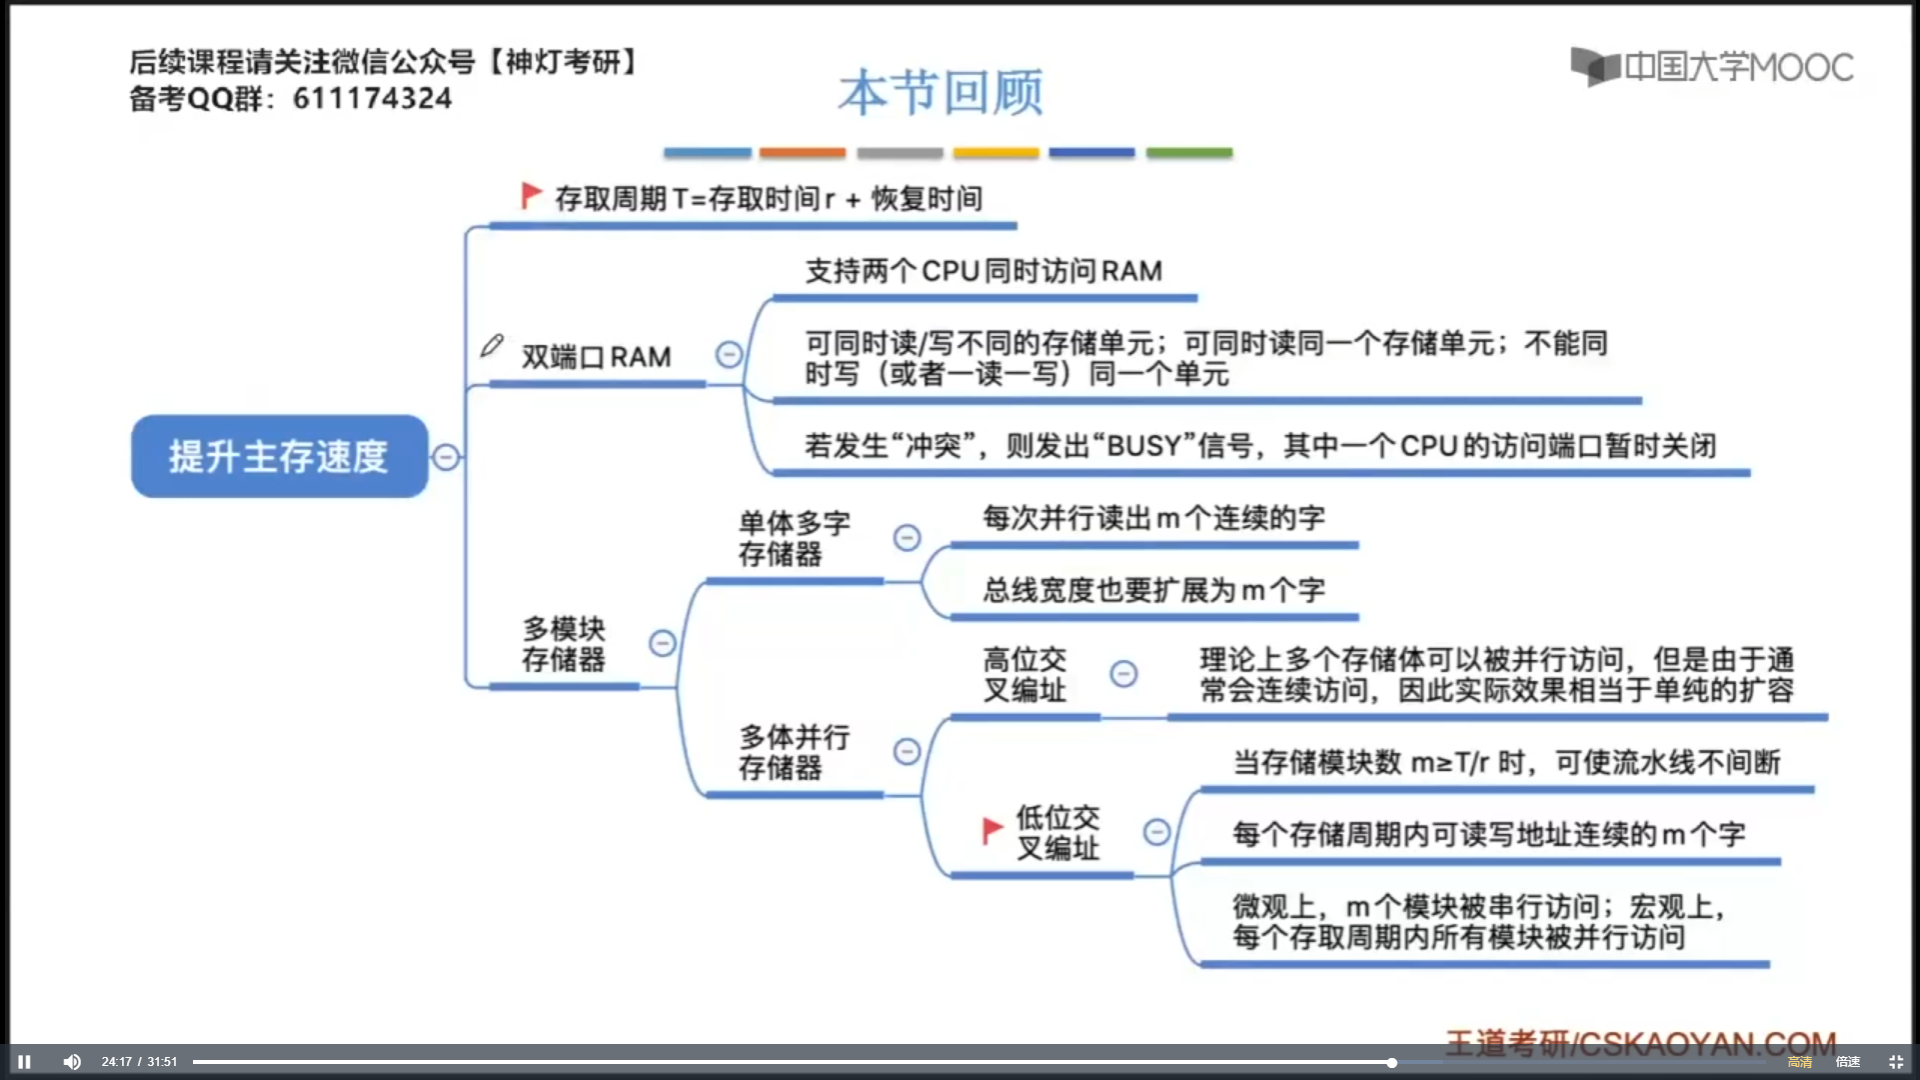 后续课程请关注微信公众号【神灯考研】
备考QQ群：611174324
中国大学MOOC
本节回顾
存取周期T=存取时间r + 恢复时间
支持两个CPU同时访问RAM
双端口RAM
可同时读/写不同的存储单元；可同时读同一个存储单元；不能同
时写（或者一读一写）同一个单元
若发生“冲突”，则发出“BUSY”信号，其中一个CPU的访问端口暂时关闭
提升主存速度
单体多字
存储器
每次并行读出m个连续的字
总线宽度也要扩展为m个字
多模块
存储器
高位交
叉编址
理论上多个存储体可以被并行访问，但是由于通
常会连续访问，因此实际效果相当于单纯的扩容
多体并行
存储器
当存储模块数 m≥T/r 时，可使流水线不间断
低位交
叉编址
每个存储周期内可读写地址连续的m个字
微观上，m个模块被串行访问；宏观上，
每个存取周期内所有模块被并行访问
王道考研/CSKAOYAN.COM
24:17 / 31:51
高清
倍速